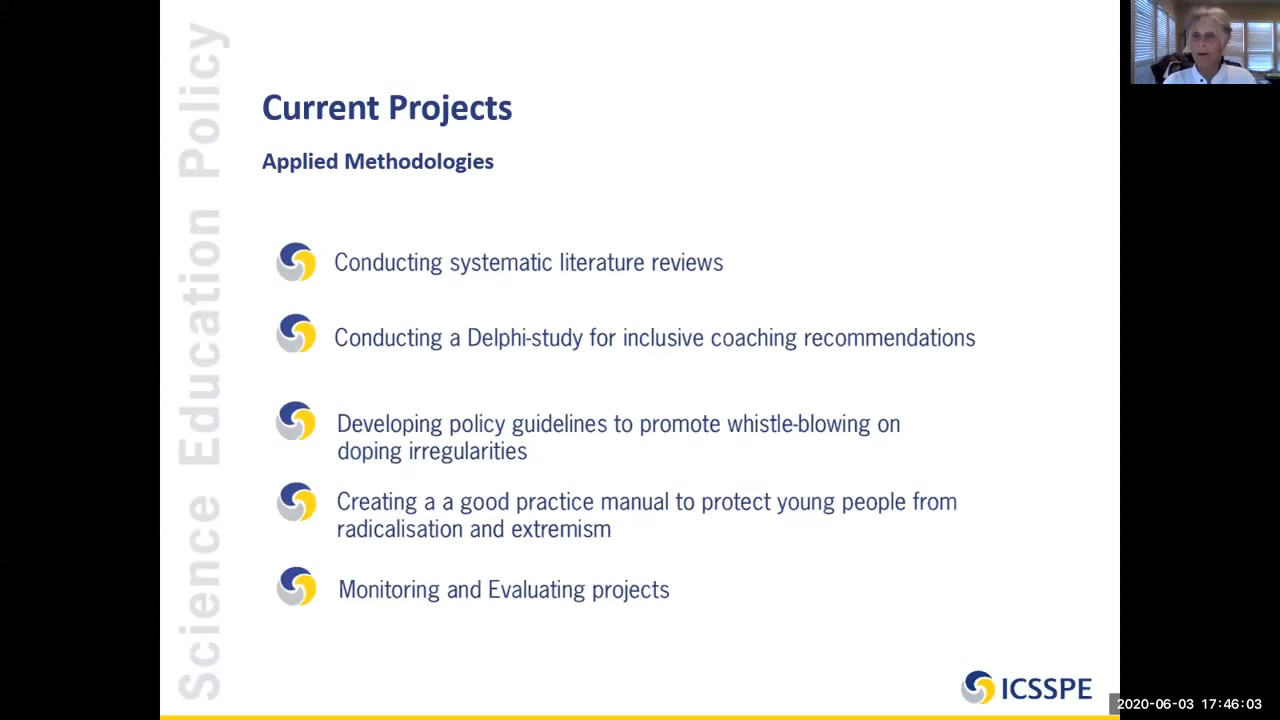 Science Education Policy
Current Projects
Applied Methodologies
Conducting systematic literature reviews
Conducting a Delphi-study for inclusive coaching recommendations
Developing policy guidelines to promote whistle-blowing on
doping irregularities
Creating a a good practice manual to protect young people from
radicalisation and extremism
Monitoring and Evaluating projects
ICSSPE
2020-06-03 17:46:03